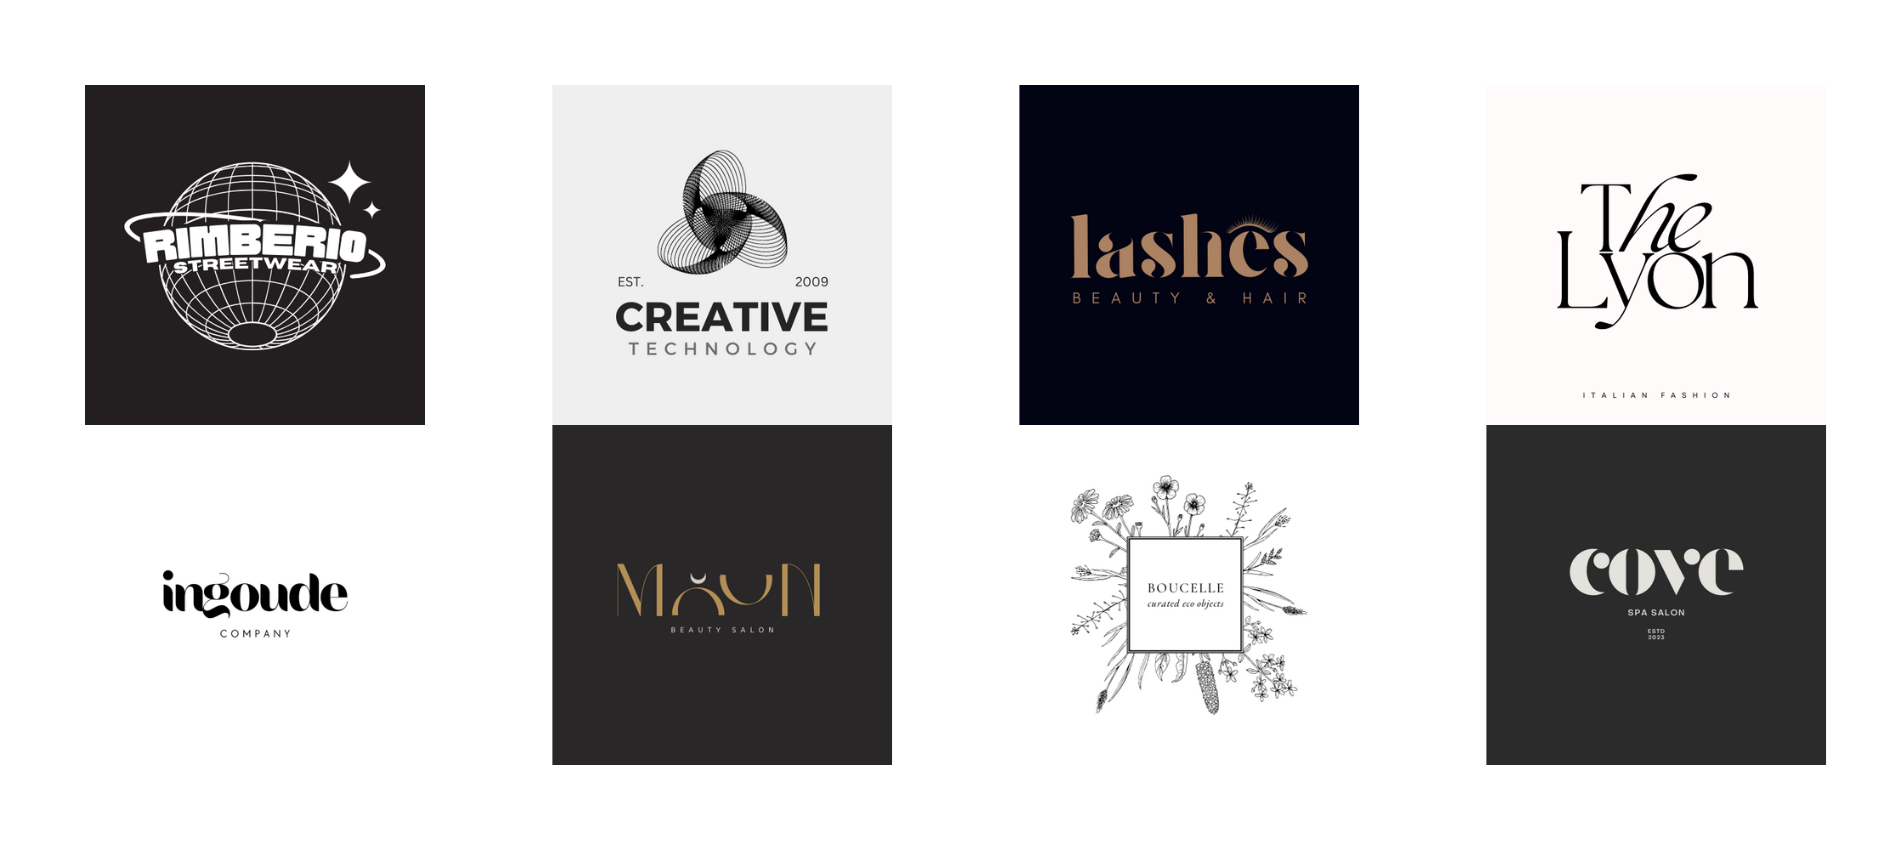 RIMBERIO
STREETWEAR
EST. 2009
CREATIVE
TECHNOLOGY
lashes
BEAUTY & HAIR
The
Lyon
ITALIAN FASHION
ingoude
COMPANY
MOUN
BEAUTY SALON
BOUCELLE
curated eco objects
cove
SPA SALON
ESTD
2023